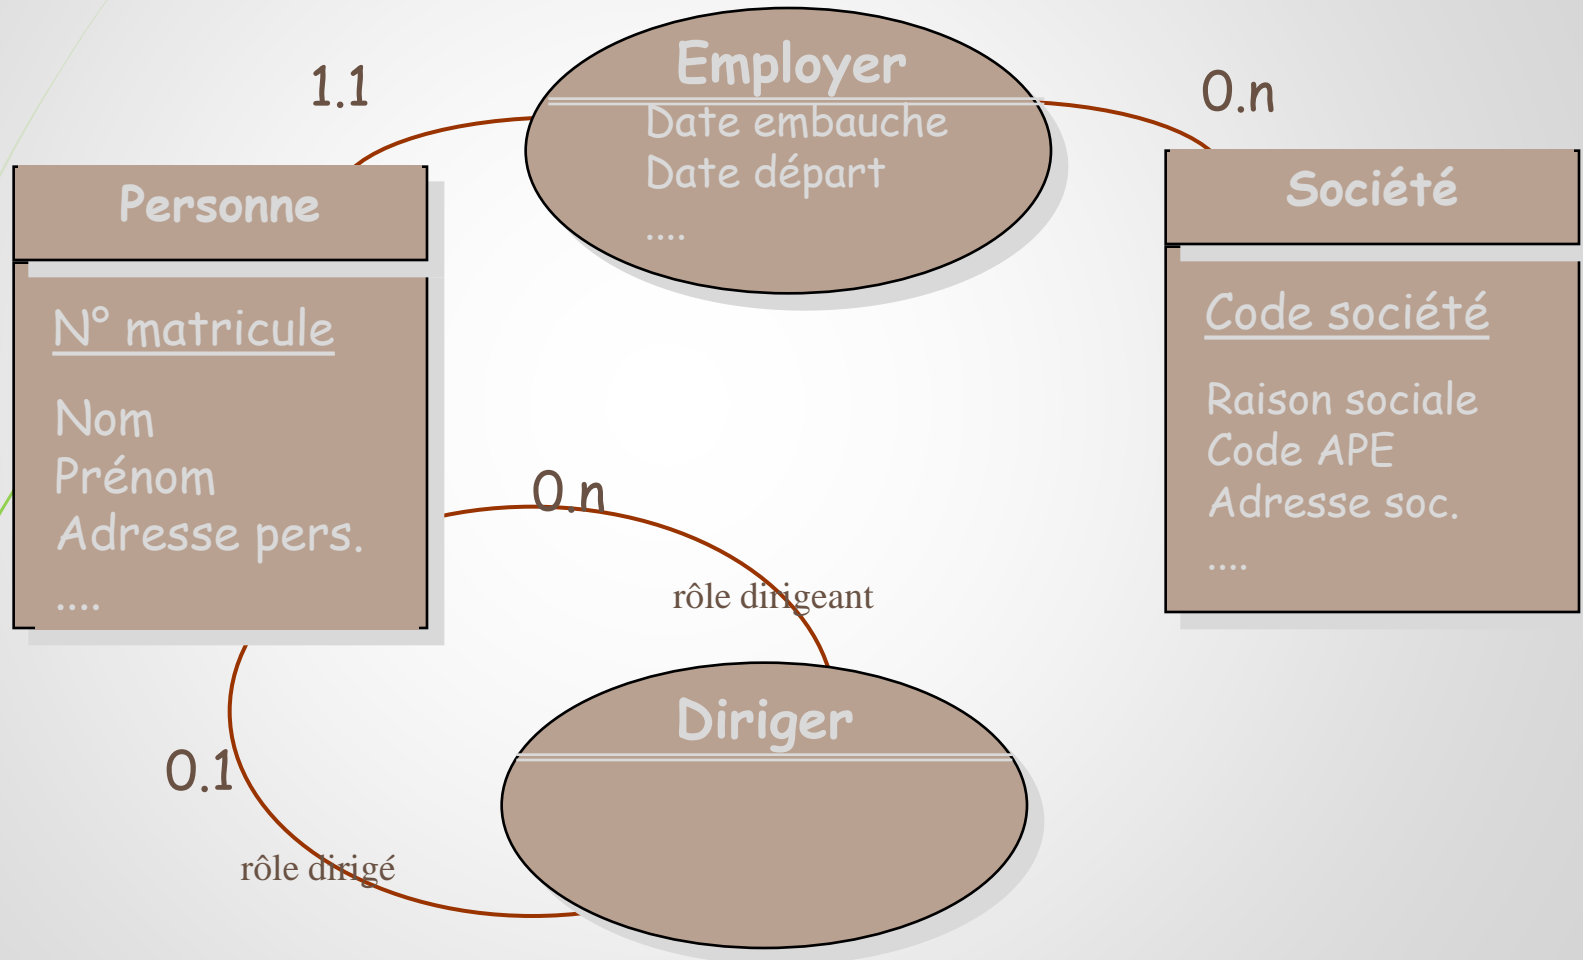 Employer
Date embauche
Date départ
....
1.1
0.n
Personne
N° matricule
Nom
Prénom
Adresse pers.
....
Société
Code société
Raison sociale
Code APE
Adresse soc.
....
0.n
rôle dirigeant
Diriger
0.1
rôle dirigé